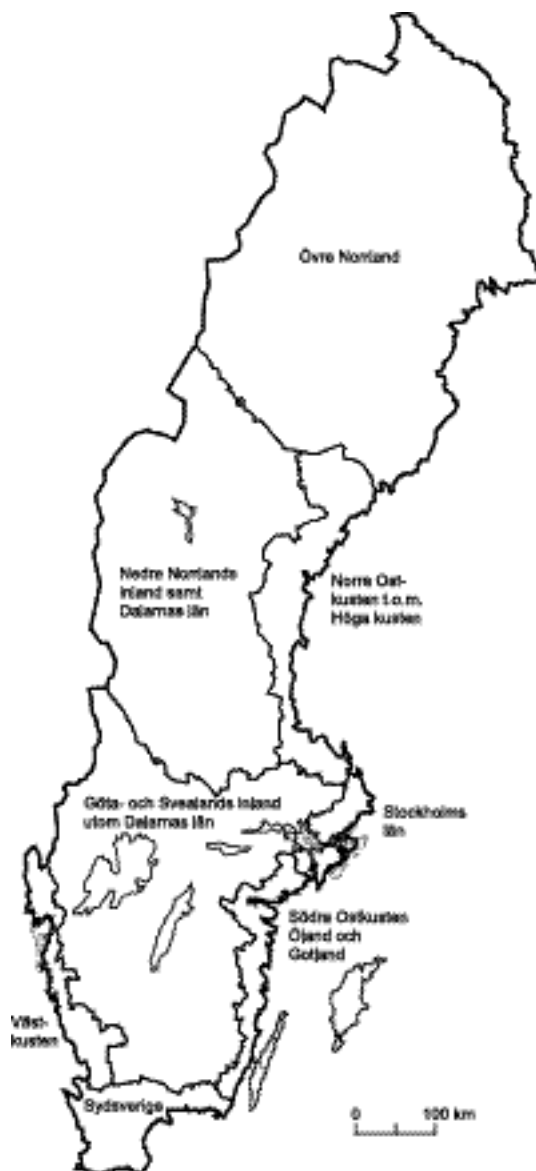 Övre Norrland
Nedre Norrlands
inland samt
Dalarnas län
Norra Ost-
kusten t.o.m.
Höga kusten
Göta- och Svealands inland
utom Dalarnas län
Stockholms
län
Södra Ostkusten
Öland och
Gotland
Väst-
kusten
Sydsverige
0 100 km